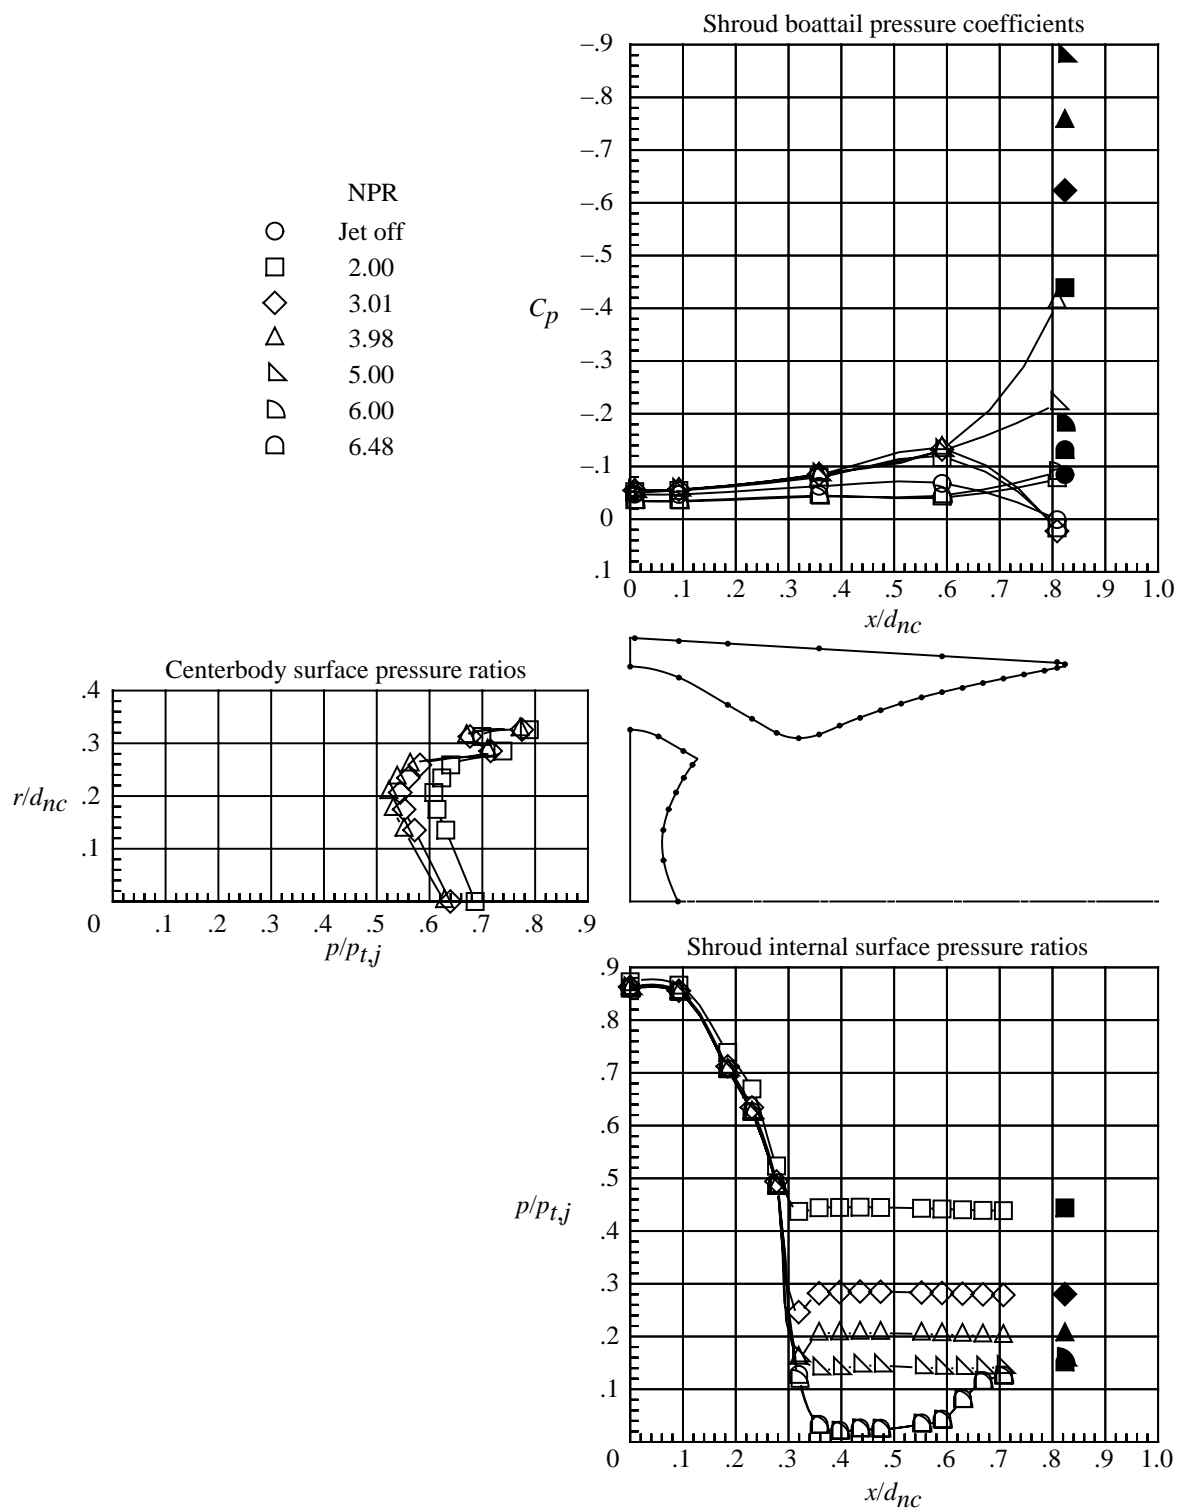 Shroud boattail pressure coefficients
–.9
–.8
–.7
–.6
–.5
–.4
–.3
–.2
–.1
0
.1
C_p
0 .1 .2 .3 .4 .5 .6 .7 .8 .9 1.0
x/d_nc
NPR
Jet off
2.00
3.01
3.98
5.00
6.00
6.48
Centerbody surface pressure ratios
.4
.3
.2
.1
r/d_nc
0 .1 .2 .3 .4 .5 .6 .7 .8 .9
p/p_t,j
Shroud internal surface pressure ratios
.9
.8
.7
.6
.5
.4
.3
.2
.1
p/p_t,j
0 .1 .2 .3 .4 .5 .6 .7 .8 .9 1.0
x/d_nc